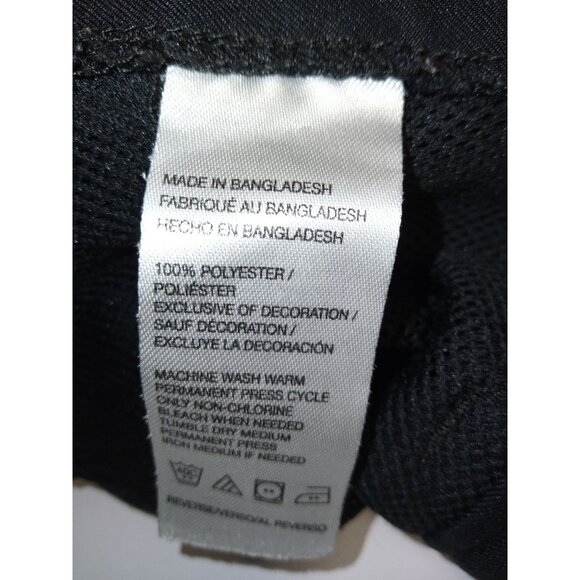 MADE IN BANGLADESH
FABRIQUÉ AU BANGLADESH
HECHO EN BANGLADESH
100% POLYESTER /
POLIÉSTER
EXCLUSIVE OF DECORATION /
SAUF DÉCORATION /
EXCLUYE LA DECORACIÓN
MACHINE WASH WARM
PERMANENT PRESS CYCLE
ONLY NON-CHLORINE
BLEACH WHEN NEEDED
TUMBLE DRY MEDIUM
PERMANENT PRESS
IRON MEDIUM IF NEEDED
40C
REVERSE/VERSO/AL REVERSO